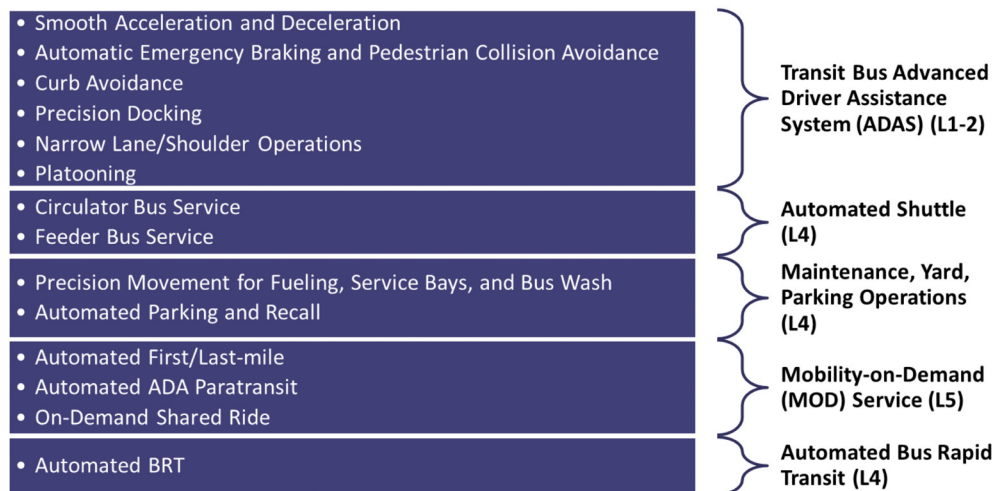 • Smooth Acceleration and Deceleration
• Automatic Emergency Braking and Pedestrian Collision Avoidance
• Curb Avoidance
• Precision Docking
• Narrow Lane/Shoulder Operations
• Platooning
Transit Bus Advanced
Driver Assistance
System (ADAS) (L1-2)
• Circulator Bus Service
• Feeder Bus Service
Automated Shuttle
(L4)
• Precision Movement for Fueling, Service Bays, and Bus Wash
• Automated Parking and Recall
Maintenance, Yard,
Parking Operations
(L4)
• Automated First/Last-mile
• Automated ADA Paratransit
• On-Demand Shared Ride
Mobility-on-Demand
(MOD) Service (L5)
• Automated BRT
Automated Bus Rapid
Transit (L4)